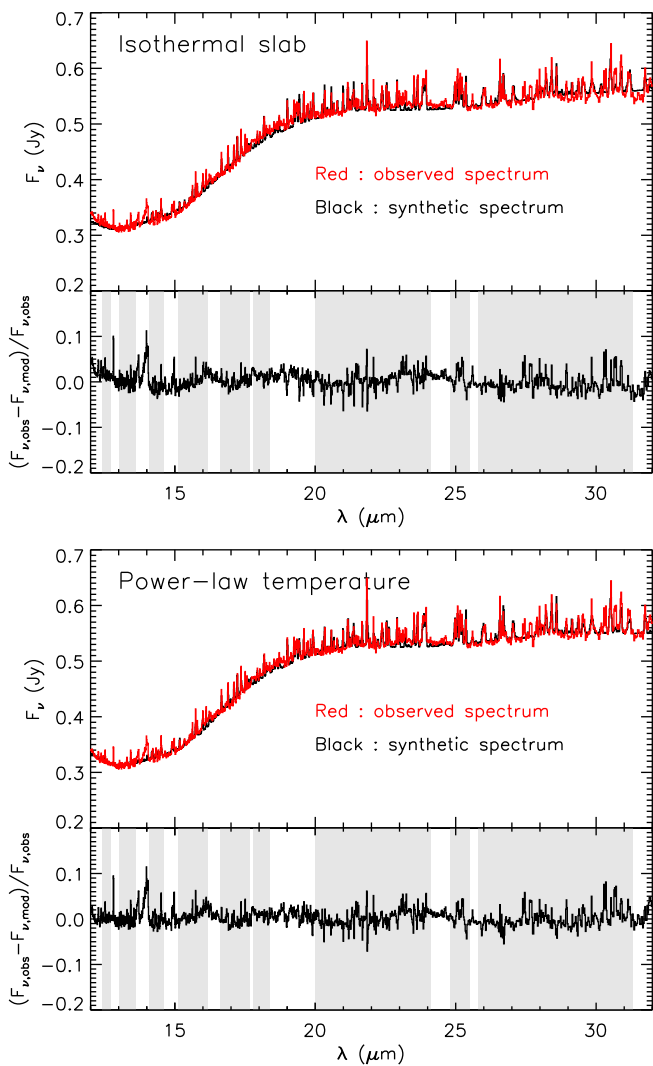 0.7
Isothermal slab
0.6
0.5
F_ν (Jy)
0.4
Red : observed spectrum
Black : synthetic spectrum
0.3
0.2
(F_ν,obs−F_ν,mod)/F_ν,obs
0.1
0.0
−0.1
−0.2
15 20 25 30
λ (μm)
0.7
Power−law temperature
0.6
0.5
F_ν (Jy)
0.4
Red : observed spectrum
Black : synthetic spectrum
0.3
0.2
(F_ν,obs−F_ν,mod)/F_ν,obs
0.1
0.0
−0.1
−0.2
15 20 25 30
λ (μm)